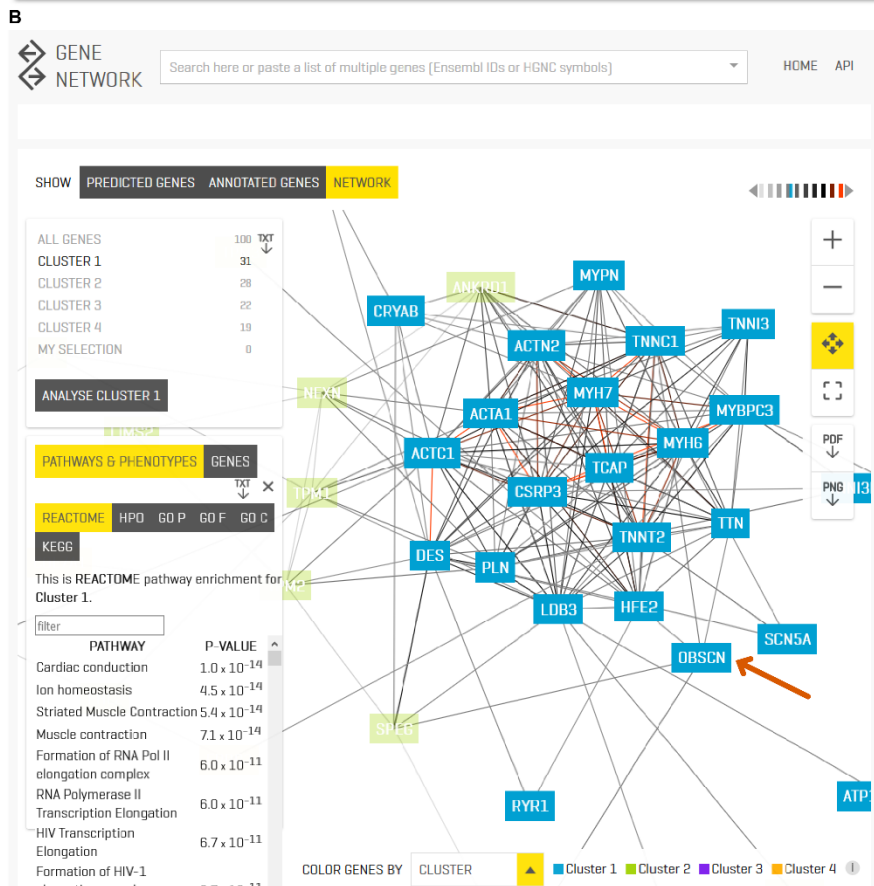 B
GENE
NETWORK
Search here or paste a list of multiple genes (Ensembl IDs or HGNC symbols)
HOME API
SHOW PREDICTED GENES ANNOTATED GENES NETWORK
ALL GENES 100 TXT
CLUSTER 1 31
CLUSTER 2 28
CLUSTER 3 22
CLUSTER 4 19
MY SELECTION 0
ANALYSE CLUSTER 1
PATHWAYS & PHENOTYPES GENES
TXT
REACTOME HPO GO P GO F GO C
KEGG
This is REACTOME pathway enrichment for
Cluster 1.
filter
PATHWAY P-VALUE
Cardiac conduction 1.0 x 10⁻¹⁴
Ion homeostasis 4.5 x 10⁻¹⁴
Striated Muscle Contraction 5.4 x 10⁻¹⁴
Muscle contraction 7.1 x 10⁻¹⁴
Formation of RNA Pol II
elongation complex 6.0 x 10⁻¹¹
RNA Polymerase II
Transcription Elongation 6.0 x 10⁻¹¹
HIV Transcription
Elongation 6.7 x 10⁻¹¹
Formation of HIV-1
MYPN
ANKRD1
CRYAB
TNNI3
ACTN2
TNNC1
NEXN
MYH7
ACTA1
MYBPC3
MYH6
ACTC1
TCAP
CSRP3
TPM1
TTN
TNNT2
DES
PLN
LDB3
HFE2
SCN5A
OBSCN
SPEG
RYR1
ATP
PDF
PNG
COLOR GENES BY CLUSTER
Cluster 1 Cluster 2 Cluster 3 Cluster 4